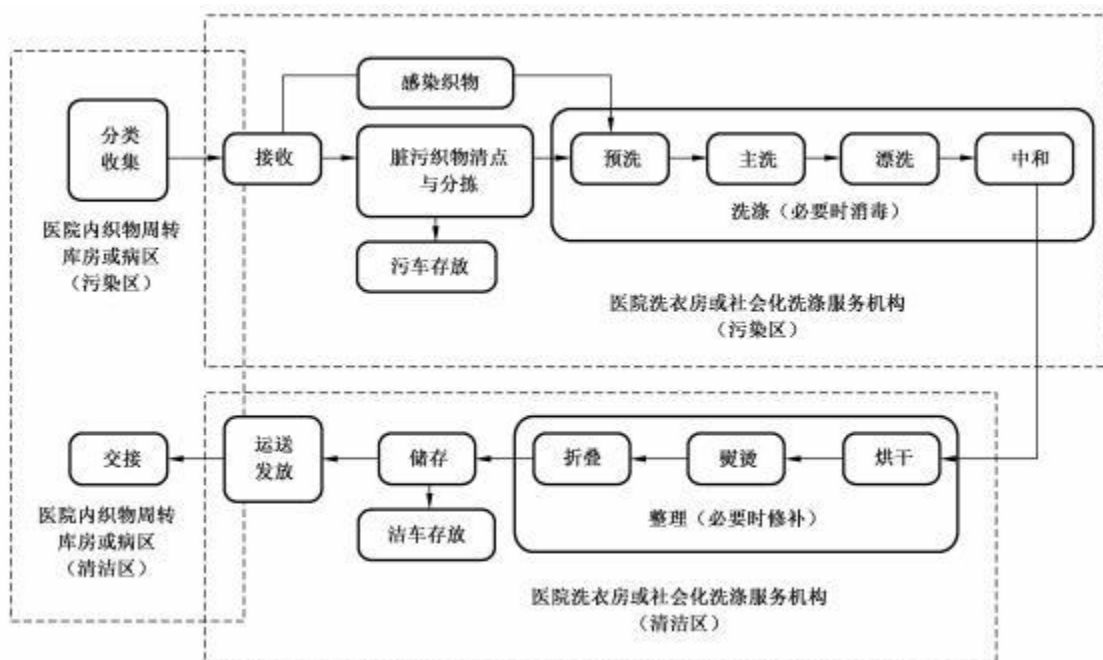 感染织物
分类
收集
接收
脏污织物清点
与分拣
预洗
主洗
漂洗
中和
洗涤（必要时消毒）
医院内织物周转
库房或病区
（污染区）
污车存放
医院洗衣房或社会化洗涤服务机构
（污染区）
交接
运送
发放
储存
折叠
熨烫
烘干
整理（必要时修补）
洁车存放
医院内织物周转
库房或病区
（清洁区）
医院洗衣房或社会化洗涤服务机构
（清洁区）